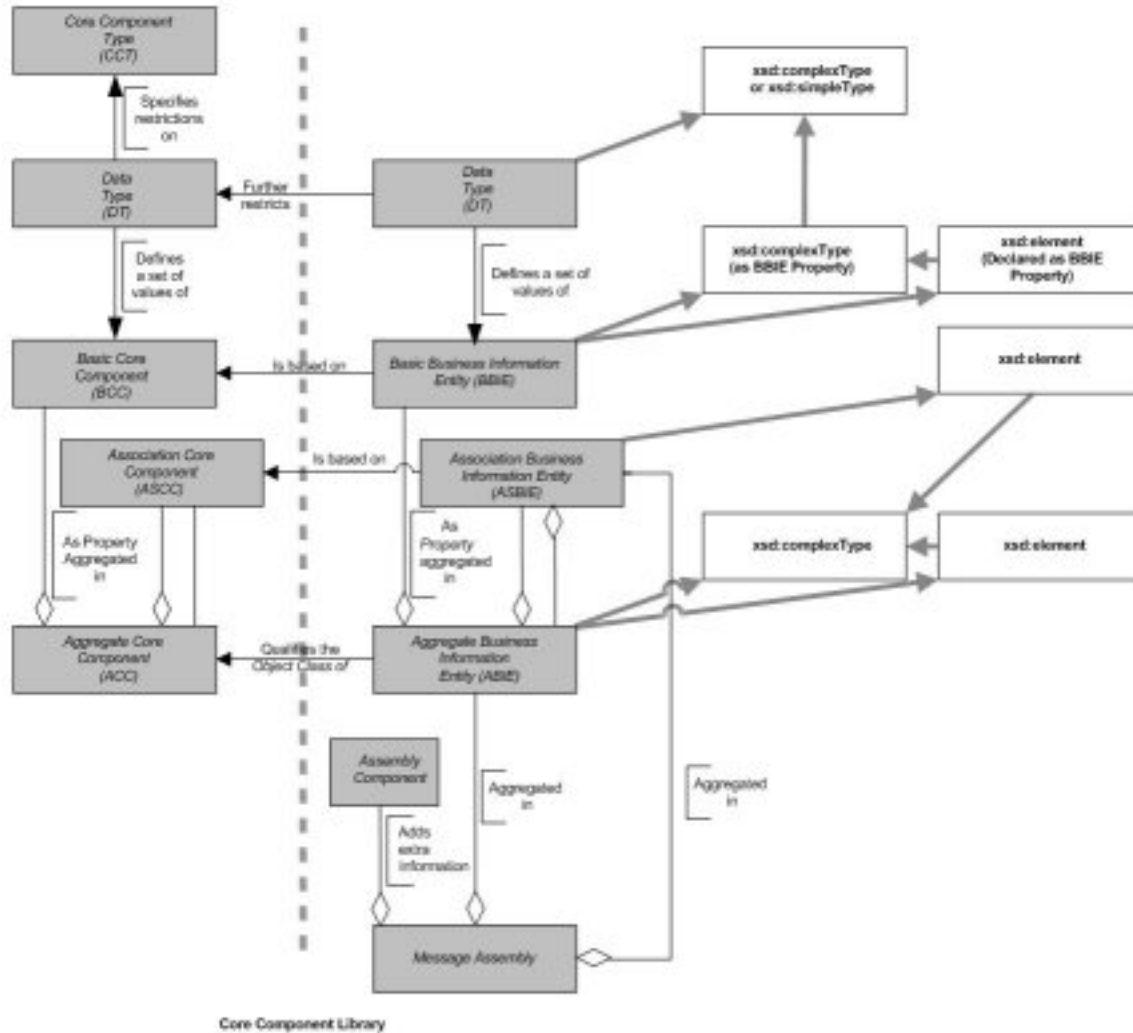 Core Component
Type
(CCT)
Specifies
restrictions
on
Data
Type
(DT)
Further
restricts
Data
Type
(DT)
xsd:complexType
or xsd:simpleType
Defines
a set of
values of
Defines a set of
values of
xsd:complexType
(as BBIE Property)
xsd:element
(Declared as BBIE
Property)
Basic Core
Component
(BCC)
Is based on
Basic Business Information
Entity (BBIE)
xsd:element
Association Core
Component
(ASCC)
Is based on
Association Business
Information Entity
(ASBIE)
As Property
Aggregated
in
As
Property
aggregated
in
xsd:complexType
xsd:element
Aggregate Core
Component
(ACC)
Qualifies the
Object Class of
Aggregate Business
Information
Entity (ABIE)
Assembly
Component
Aggregated
in
Aggregated
in
Adds
extra
information
Message Assembly
Core Component Library